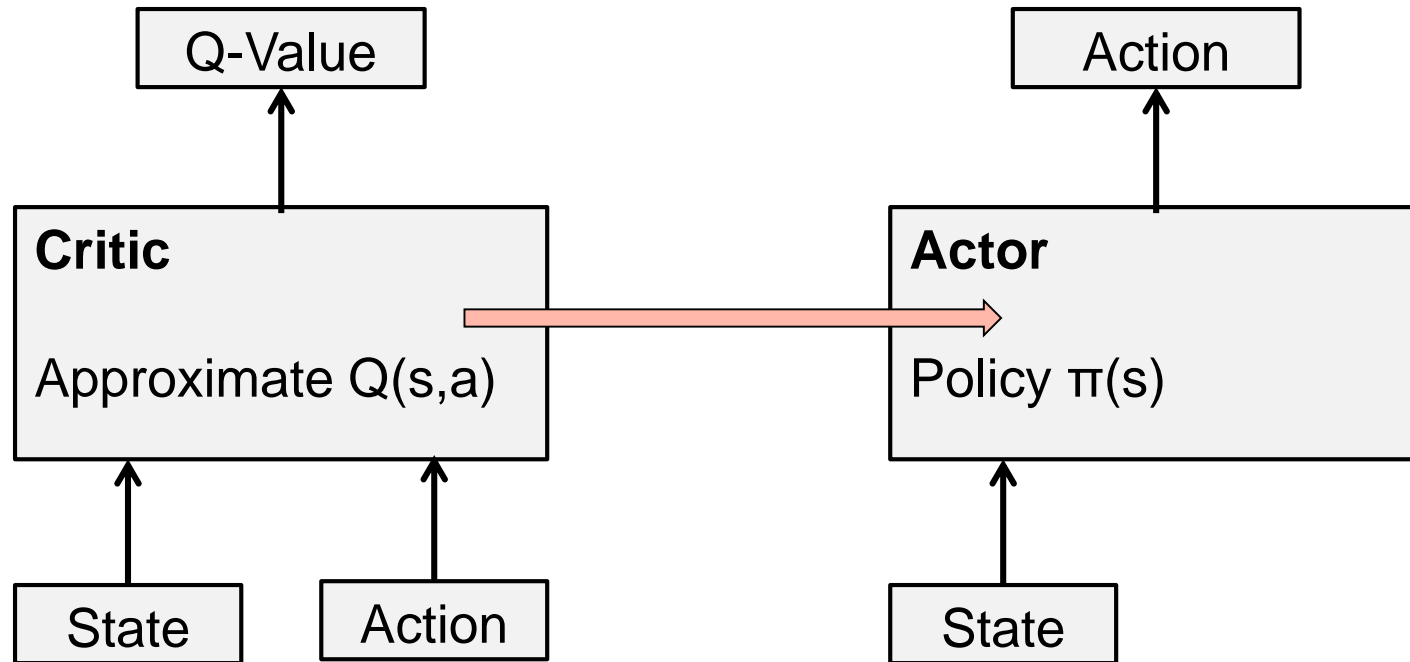 Q-Value
Action
Critic
Approximate Q(s,a)
Actor
Policy π(s)
State
Action
State